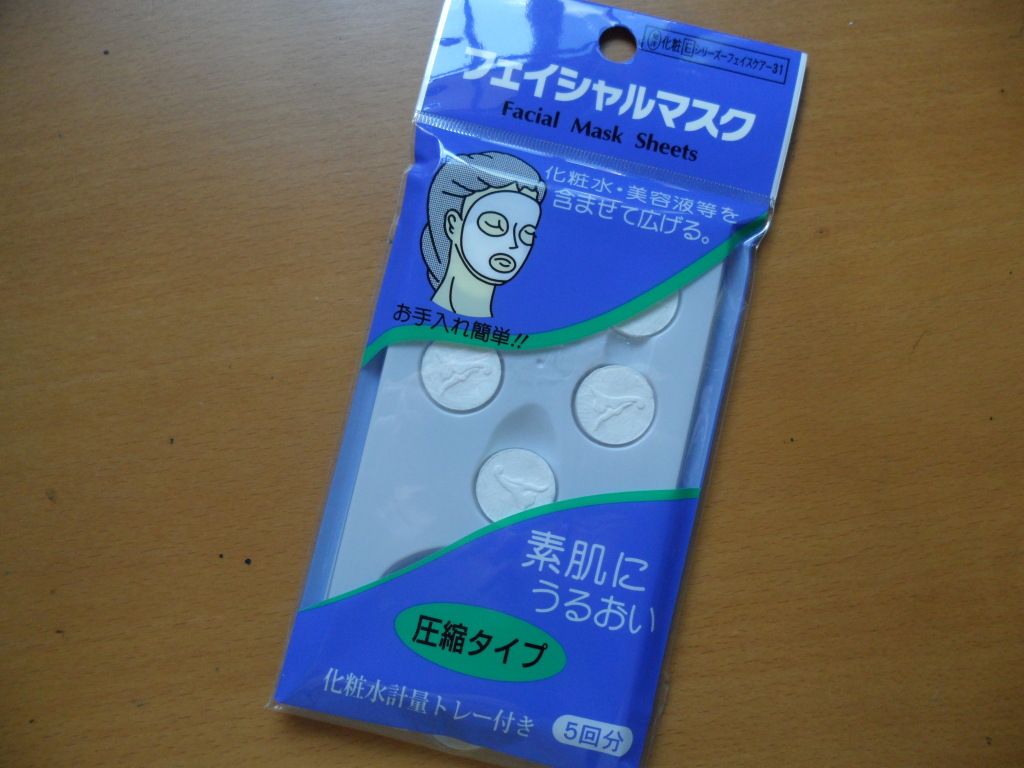 化粧Eシリーズーフェイスケアー31
フェイシャルマスク
Facial Mask Sheets
化粧水・美容液等を
含ませて広げる。
お手入れ簡単!!
素肌に
うるおい
圧縮タイプ
化粧水計量トレー付き
5回分